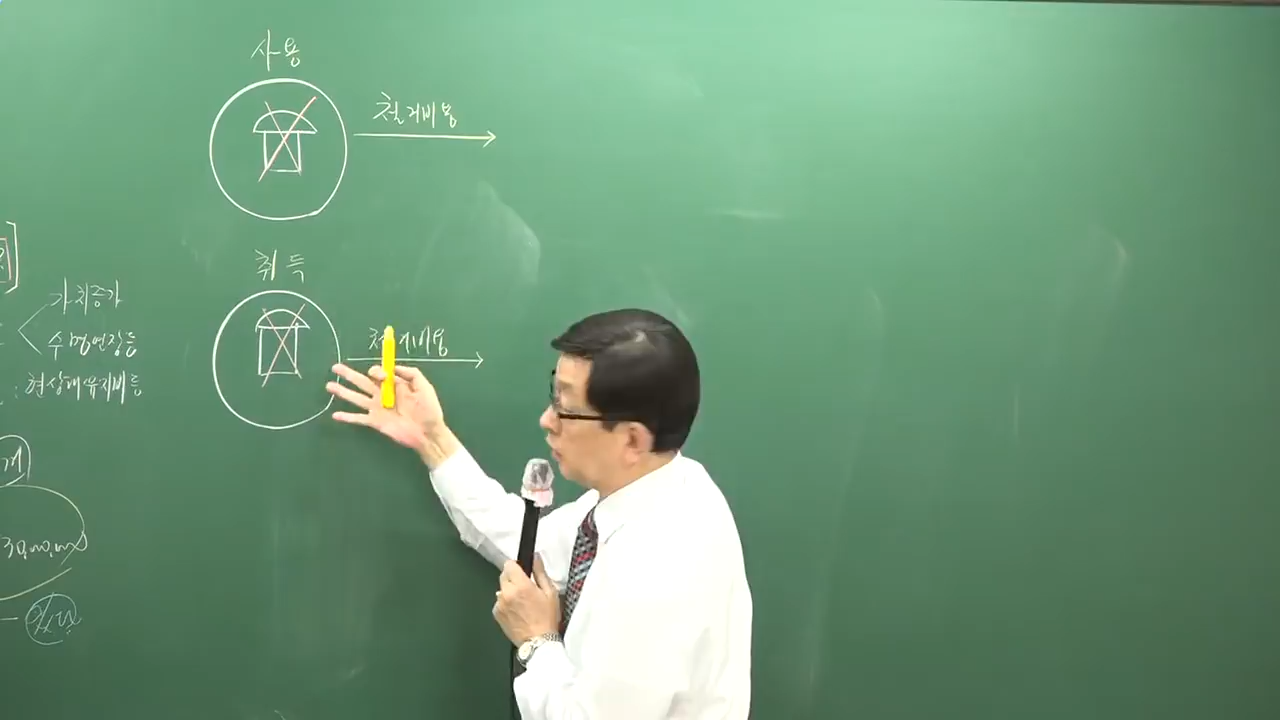 사용
철거비용
취득
철거비용
가치증가
수명연장등
현상태유지비등